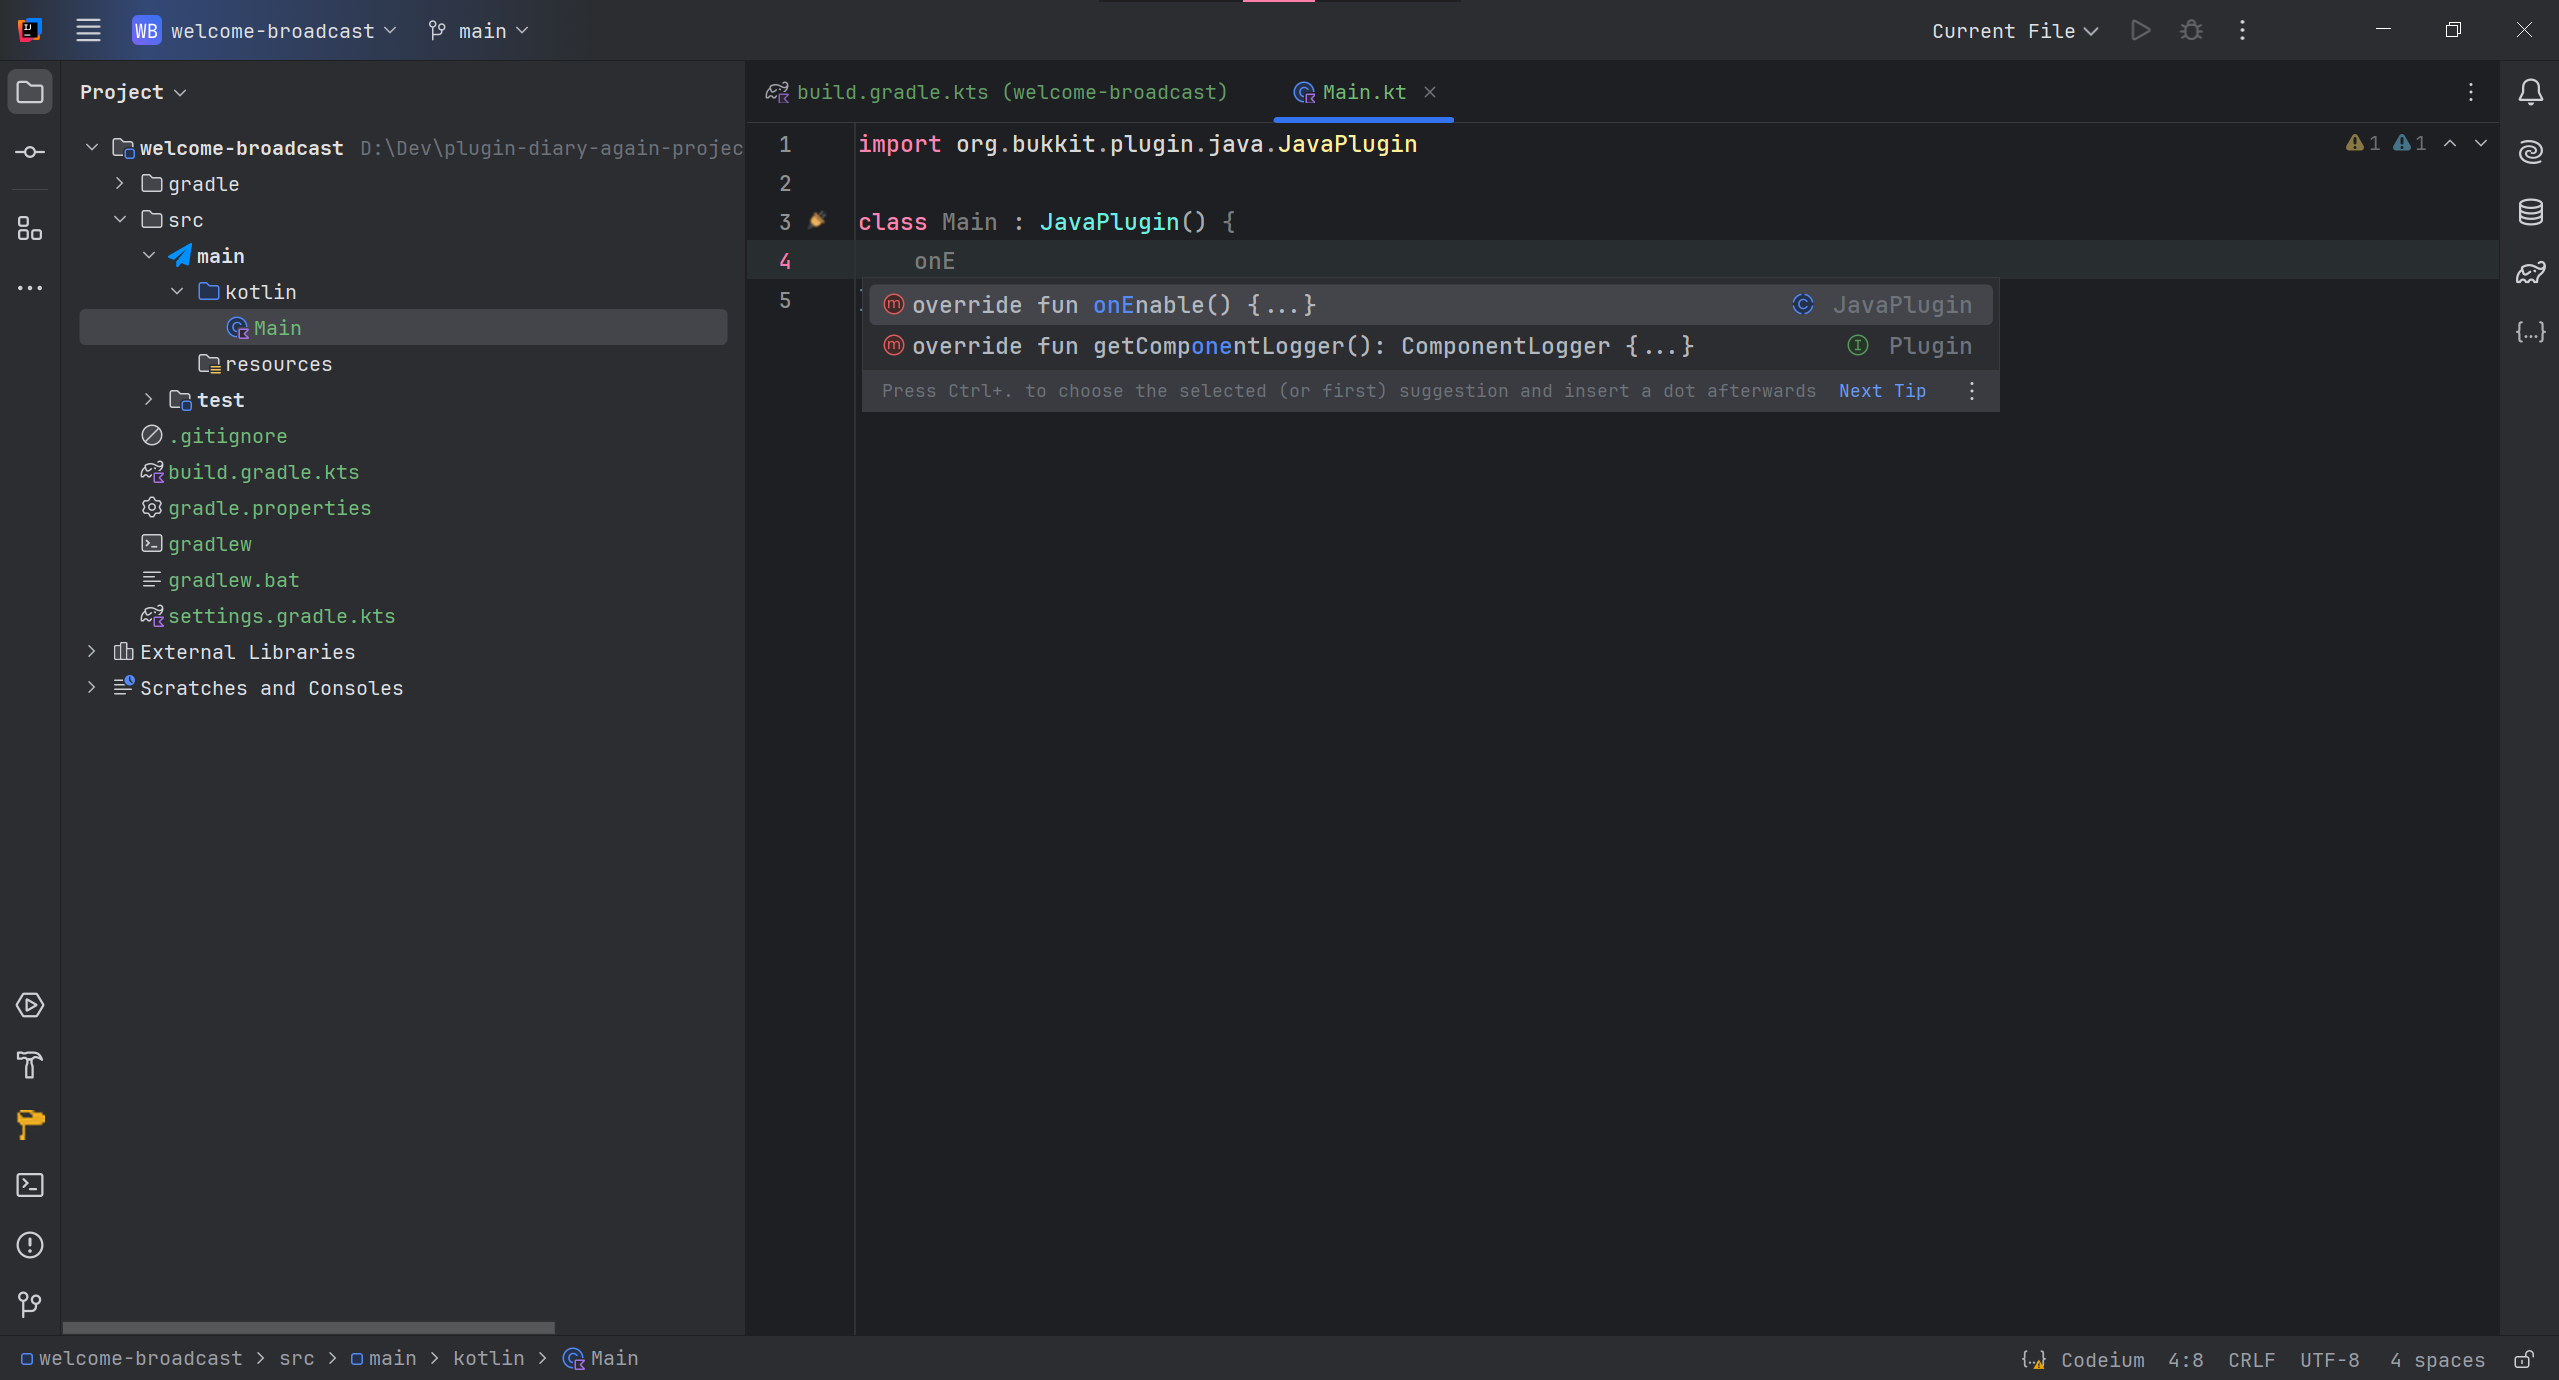 WB welcome-broadcast main Current File
Project
build.gradle.kts (welcome-broadcast) Main.kt
welcome-broadcast D:\Dev\plugin-diary-again-projec
gradle
src
main
kotlin
Main
resources
test
.gitignore
build.gradle.kts
gradle.properties
gradlew
gradlew.bat
settings.gradle.kts
External Libraries
Scratches and Consoles
1 import org.bukkit.plugin.java.JavaPlugin
2
3 class Main : JavaPlugin() {
4 onE
5
1 1
override fun onEnable() {...} JavaPlugin
override fun getComponentLogger(): ComponentLogger {...} Plugin
Press Ctrl+. to choose the selected (or first) suggestion and insert a dot afterwards Next Tip
welcome-broadcast > src > main > kotlin > Main
{...} Codeium 4:8 CRLF UTF-8 4 spaces